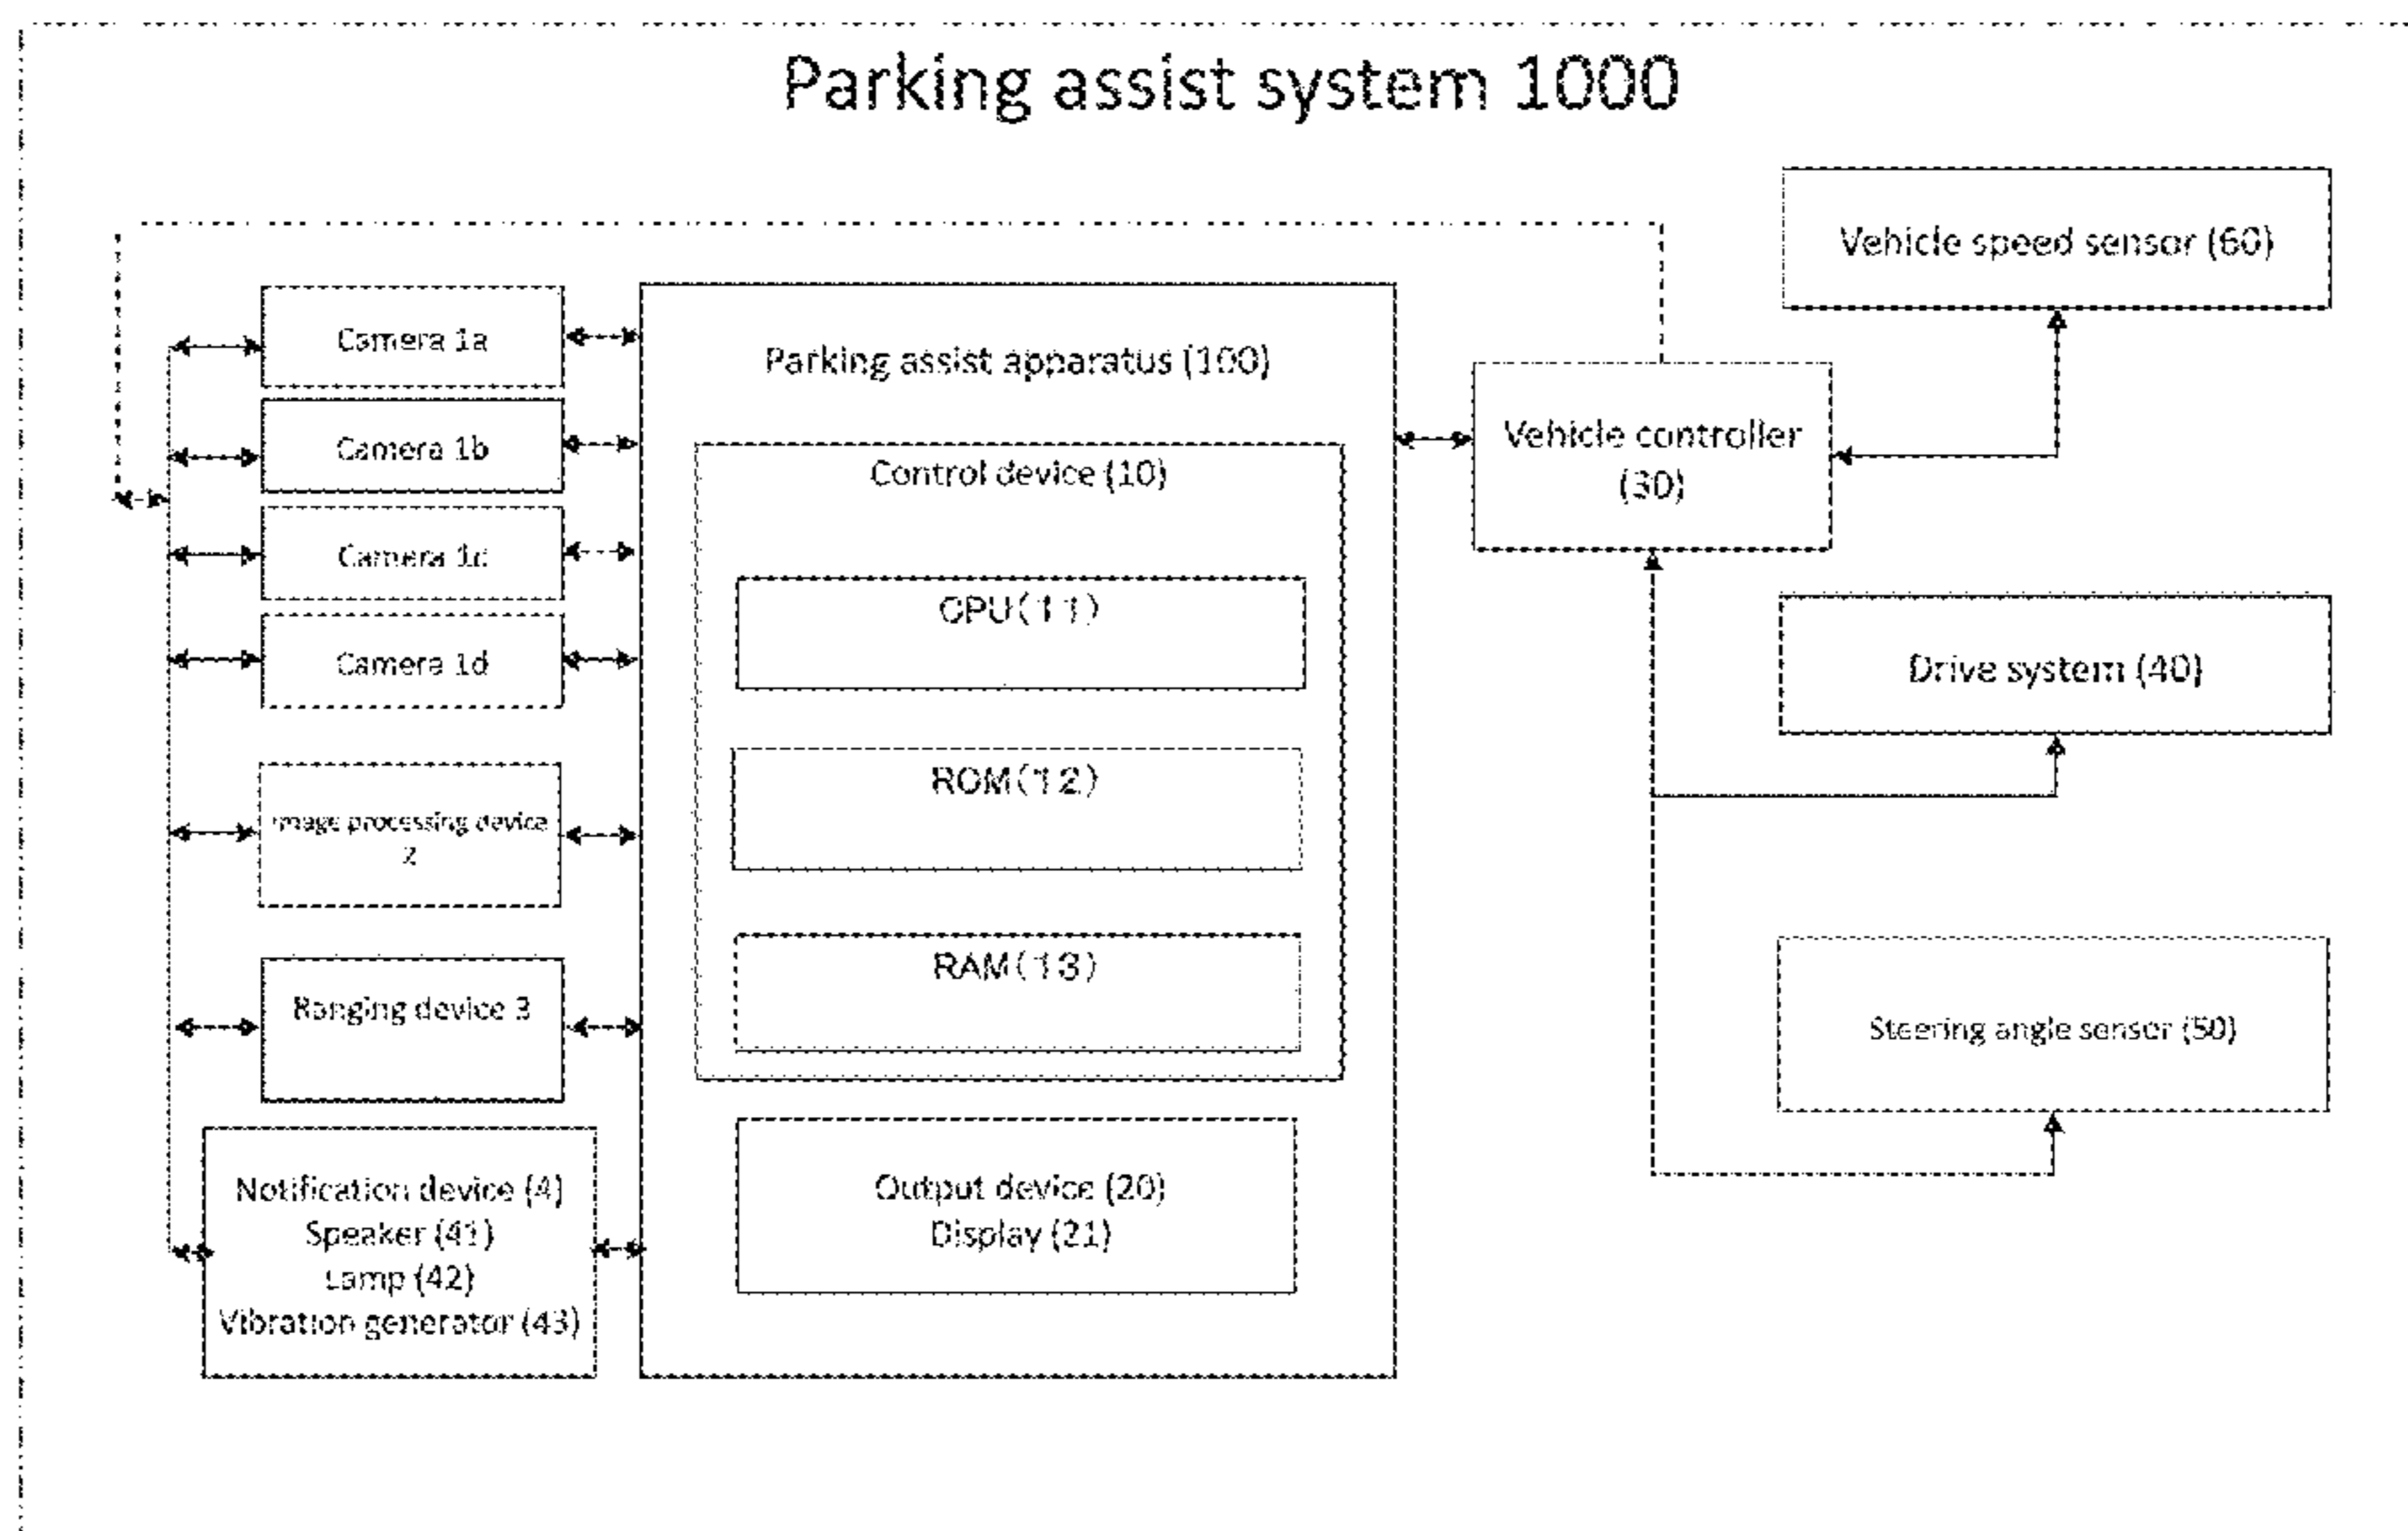 Parking assist system 1000
Camera 1a
Camera 1b
Camera 1c
Camera 1d
Image processing device
2
Ranging device 3
Notification device (4)
Speaker (41)
Lamp (42)
Vibration generator (43)
Parking assist apparatus (100)
Control device (10)
CPU(11)
ROM(12)
RAM(13)
Output device (20)
Display (21)
Vehicle controller
(30)
Vehicle speed sensor (60)
Drive system (40)
Steering angle sensor (50)